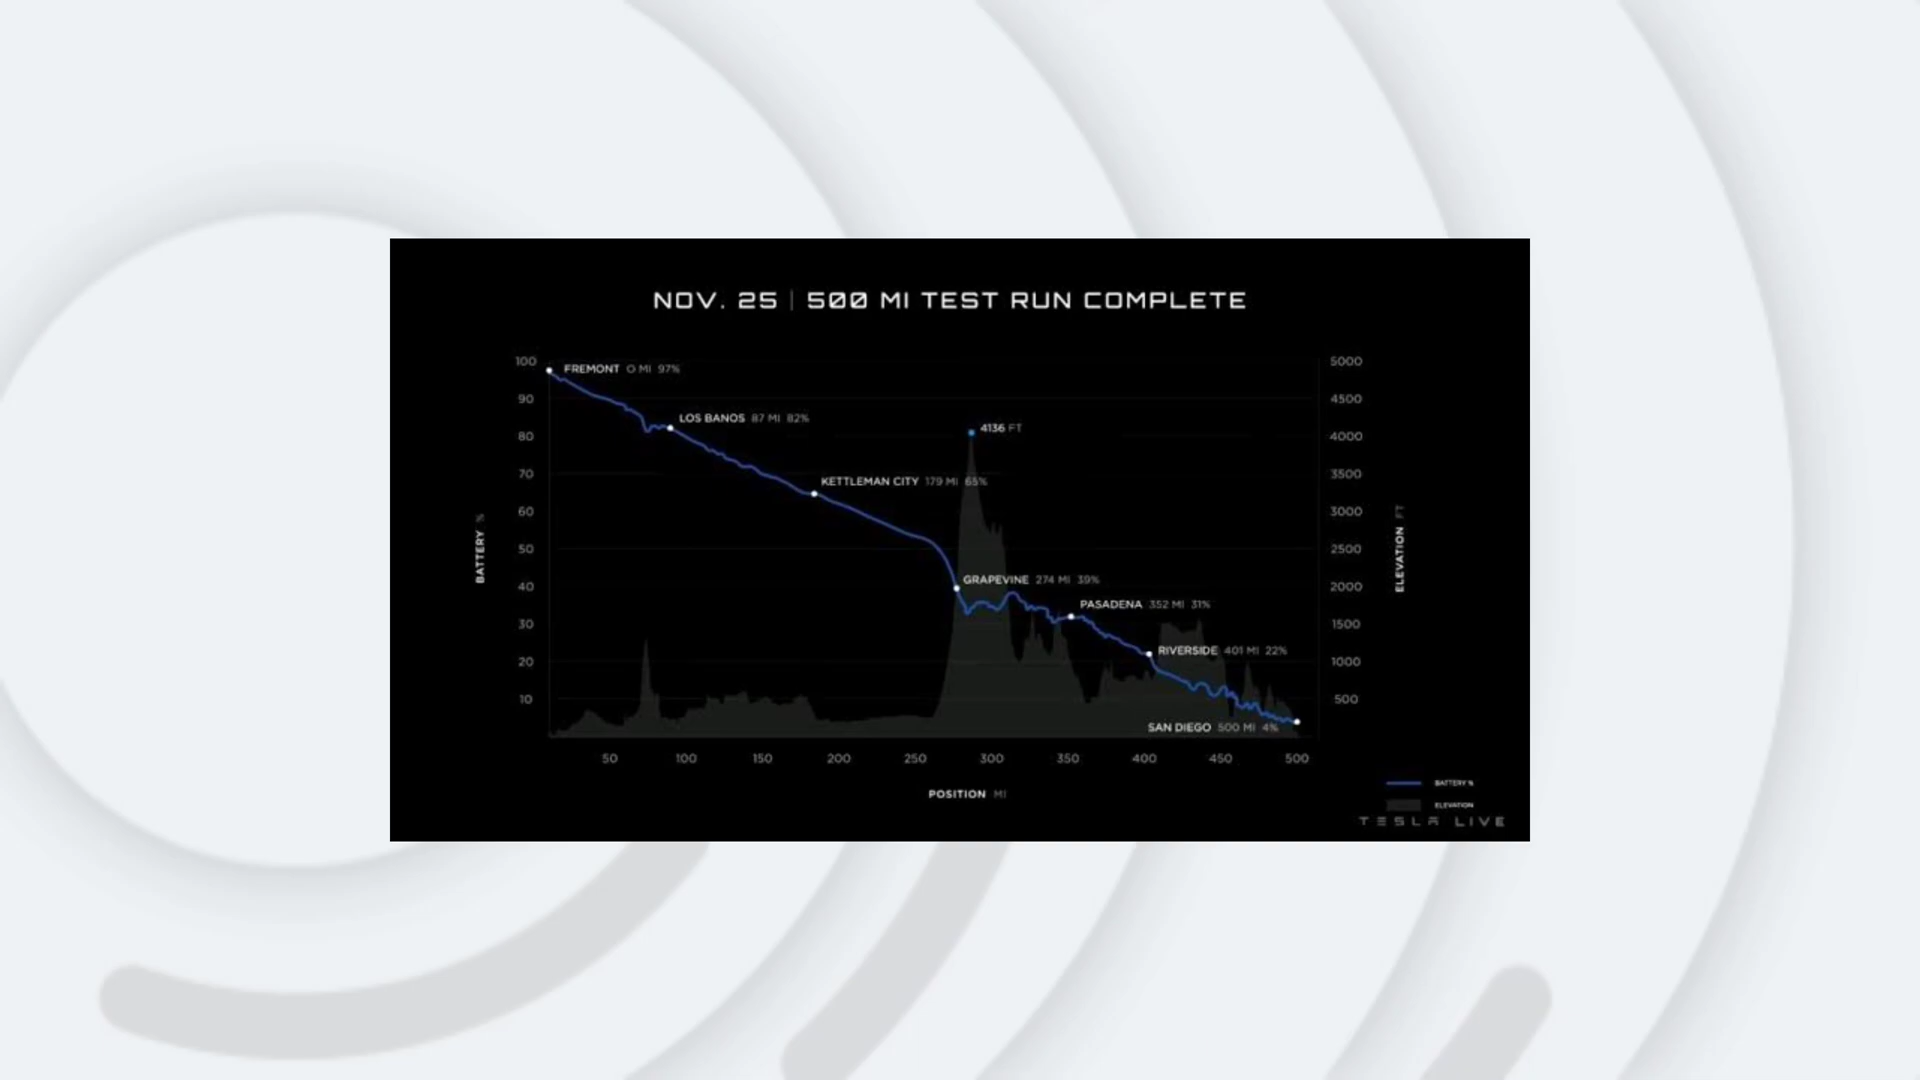 NOV. 25 | 500 MI TEST RUN COMPLETE
100
5000
FREMONT 0 MI 97%
90
4500
LOS BANOS 87 MI 82%
4136 FT
80
4000
70
3500
KETTLEMAN CITY 179 MI 65%
60
3000
BATTERY %
ELEVATION FT
50
2500
GRAPEVINE 274 MI 39%
40
2000
PASADENA 352 MI 31%
30
1500
RIVERSIDE 401 MI 22%
20
1000
10
500
SAN DIEGO 500 MI 4%
50 100 150 200 250 300 350 400 450 500
POSITION MI
BATTERY %
ELEVATION
TESLA LIVE